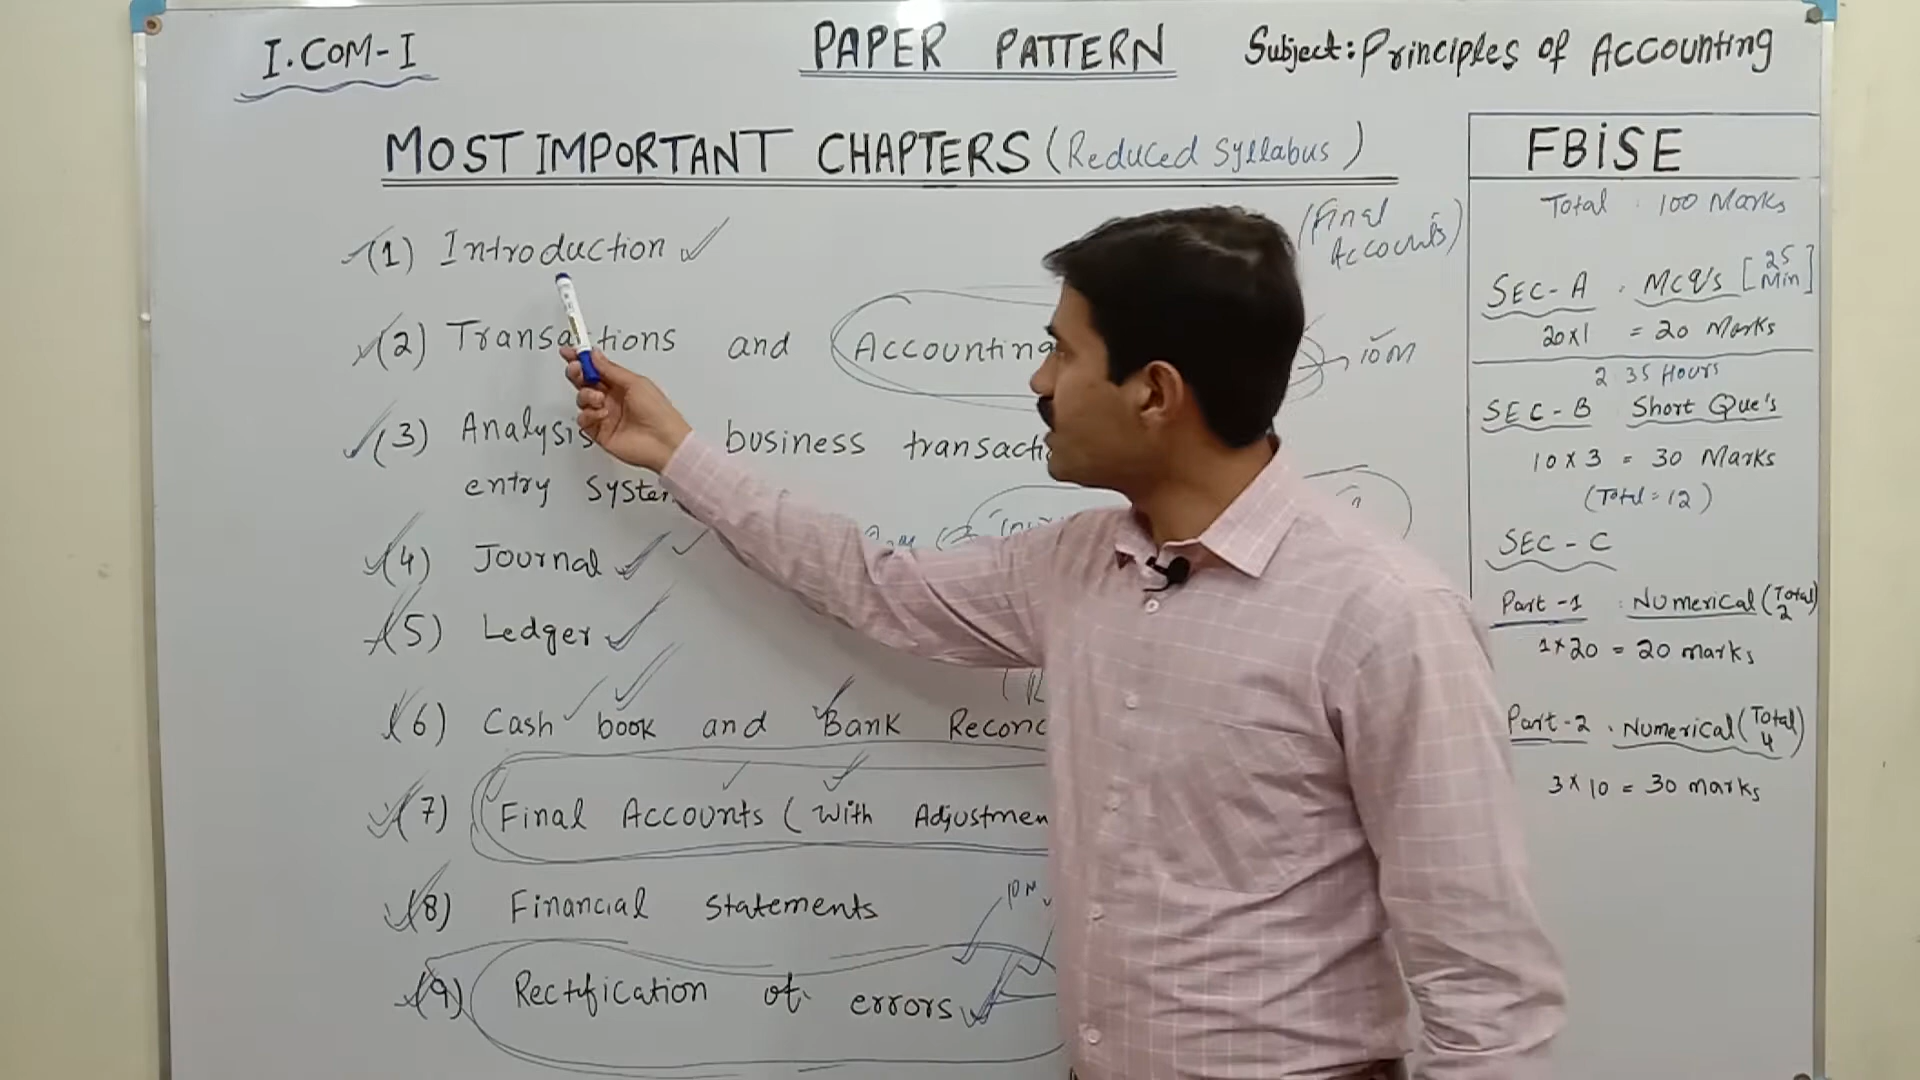 I.COM-I
PAPER PATTERN
Subject: Principles of Accounting
MOST IMPORTANT CHAPTERS (Reduced Syllabus)
(Final
Accounts)
(1) Introduction
(2) Transactions and Accounting
10M
(3) Analysis business transacti
entry System
(4) Journal
(5) Ledger
(6) Cash book and Bank Reconc
(7) Final Accounts (With Adjustmen
(8) Financial Statements
(9) Rectification of errors
FBiSE
Total : 100 Marks
SEC-A : MCQ's [25 Min]
20x1 = 20 Marks
2 35 Hours
SEC-B Short Que's
10 x 3 = 30 Marks
(Total = 12)
SEC-C
Part-1 : Numerical (Total 2)
1x20 = 20 marks
Part-2 . Numerical (Total 4)
3 x 10 = 30 marks